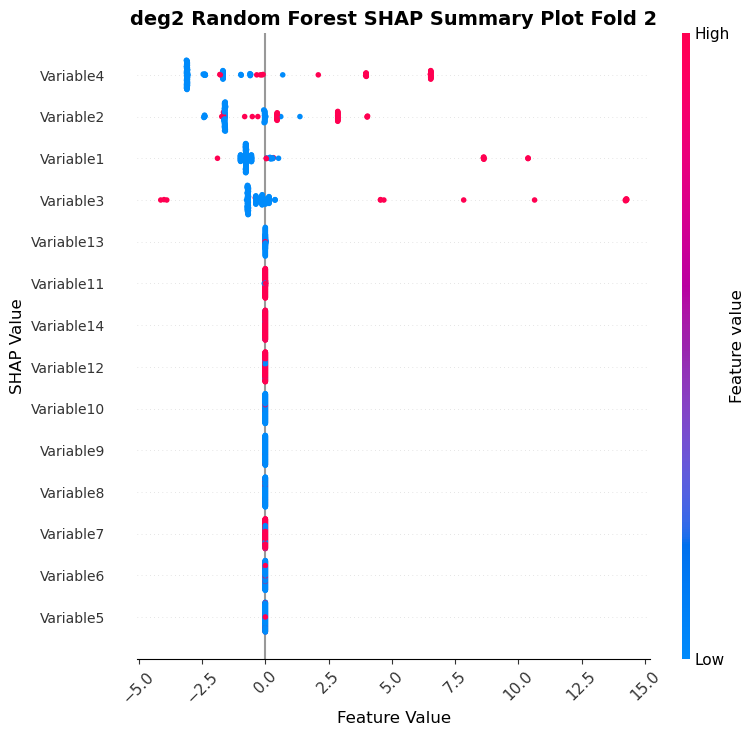 deg2 Random Forest SHAP Summary Plot Fold 2
High
Variable4
Variable2
Variable1
Variable3
Variable13
Variable11
Variable14
Variable12
Variable10
Variable9
Variable8
Variable7
Variable6
Variable5
SHAP Value
Feature value
Low
−5.0 −2.5 0.0 2.5 5.0 7.5 10.0 12.5 15.0
Feature Value